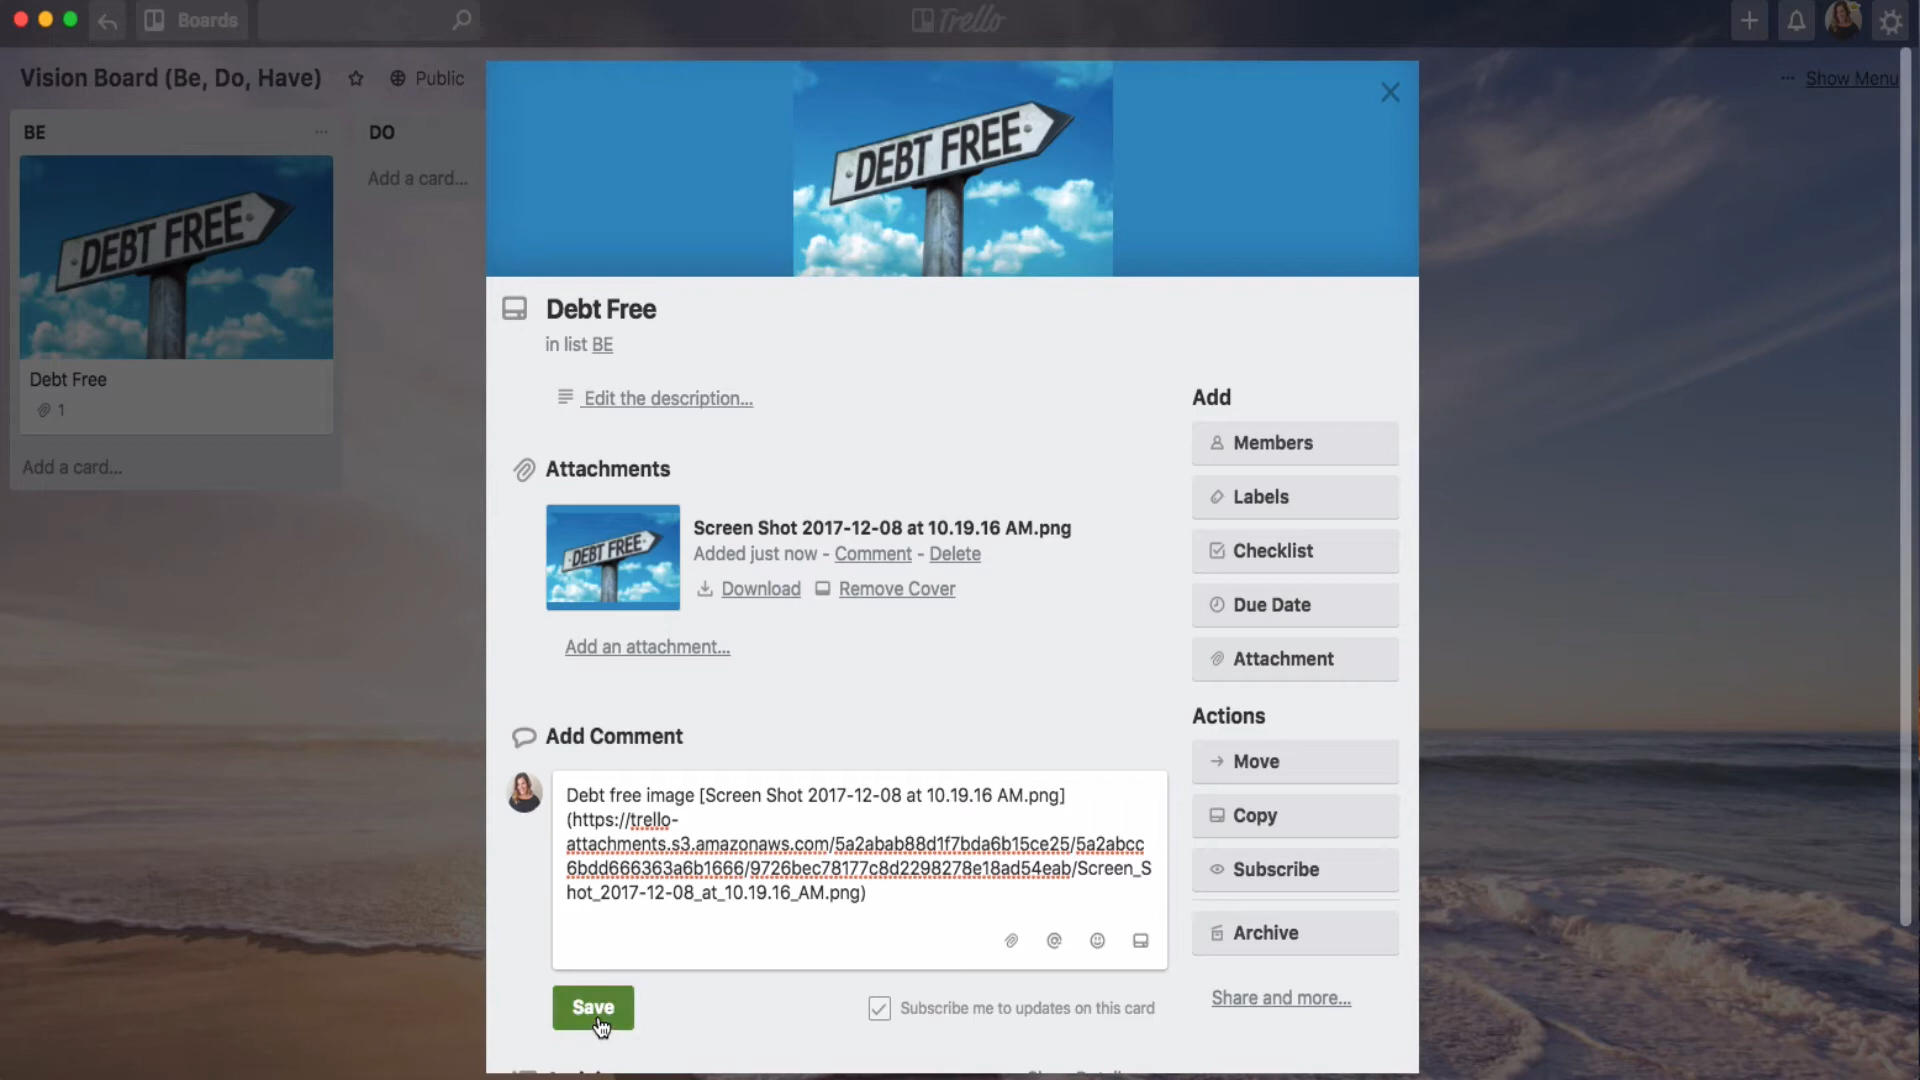 Boards
Trello
Vision Board (Be, Do, Have)
Public
Show Menu
BE
DO
Add a card...
DEBT FREE
Debt Free
1
Add a card...
DEBT FREE
Debt Free
in list BE
Edit the description...
Attachments
DEBT FREE
Screen Shot 2017-12-08 at 10.19.16 AM.png
Added just now - Comment - Delete
Download
Remove Cover
Add an attachment...
Add Comment
Debt free image [Screen Shot 2017-12-08 at 10.19.16 AM.png]
(https://trello-
attachments.s3.amazonaws.com/5a2abab88d1f7bda6b15ce25/5a2abcc
6bdd666363a6b1666/9726bec78177c8d2298278e18ad54eab/Screen_S
hot_2017-12-08_at_10.19.16_AM.png)
Save
Subscribe me to updates on this card
Add
Members
Labels
Checklist
Due Date
Attachment
Actions
Move
Copy
Subscribe
Archive
Share and more...